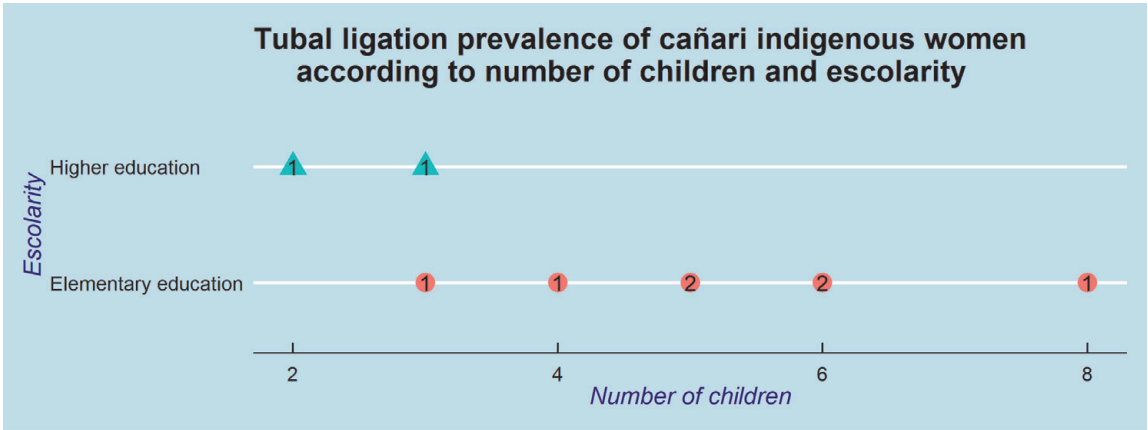 Tubal ligation prevalence of cañari indigenous women
according to number of children and escolarity
Escolarity
Higher education
1 1
Elementary education
1 1 2 2 1
2 4 6 8
Number of children